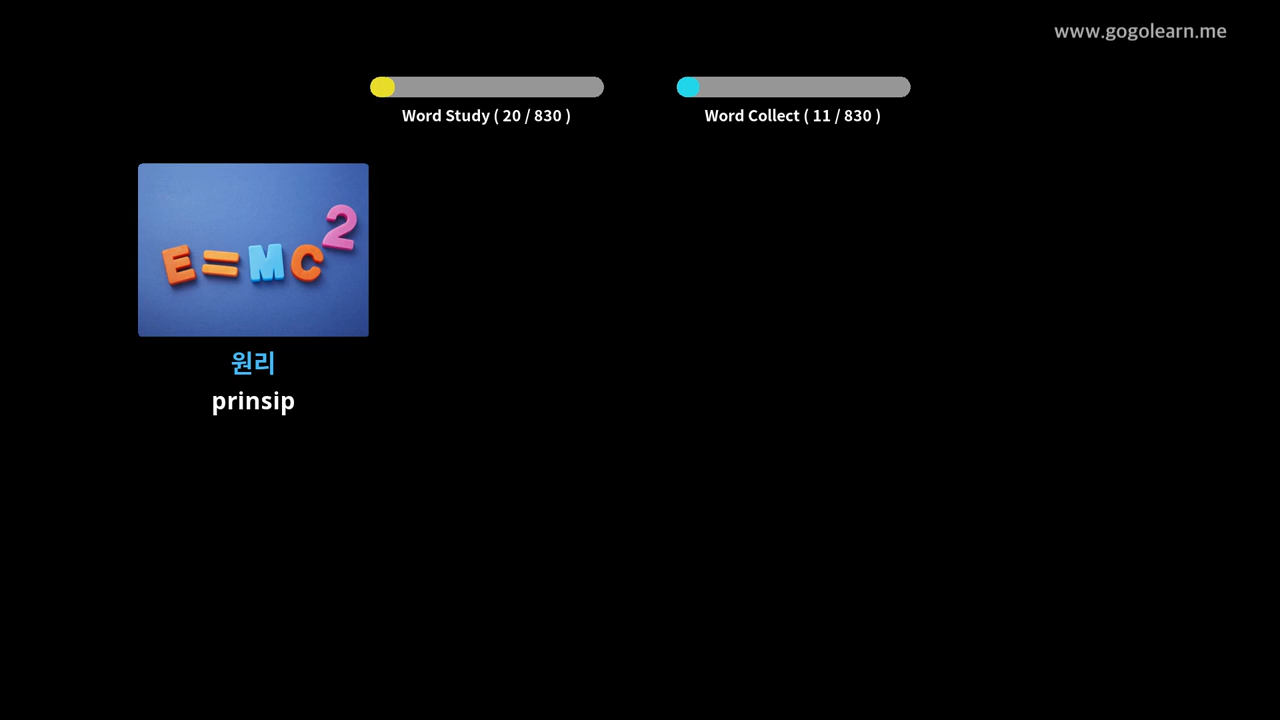 www.gogolearn.me
Word Study ( 20 / 830 )
Word Collect ( 11 / 830 )
E=MC²
원리
prinsip